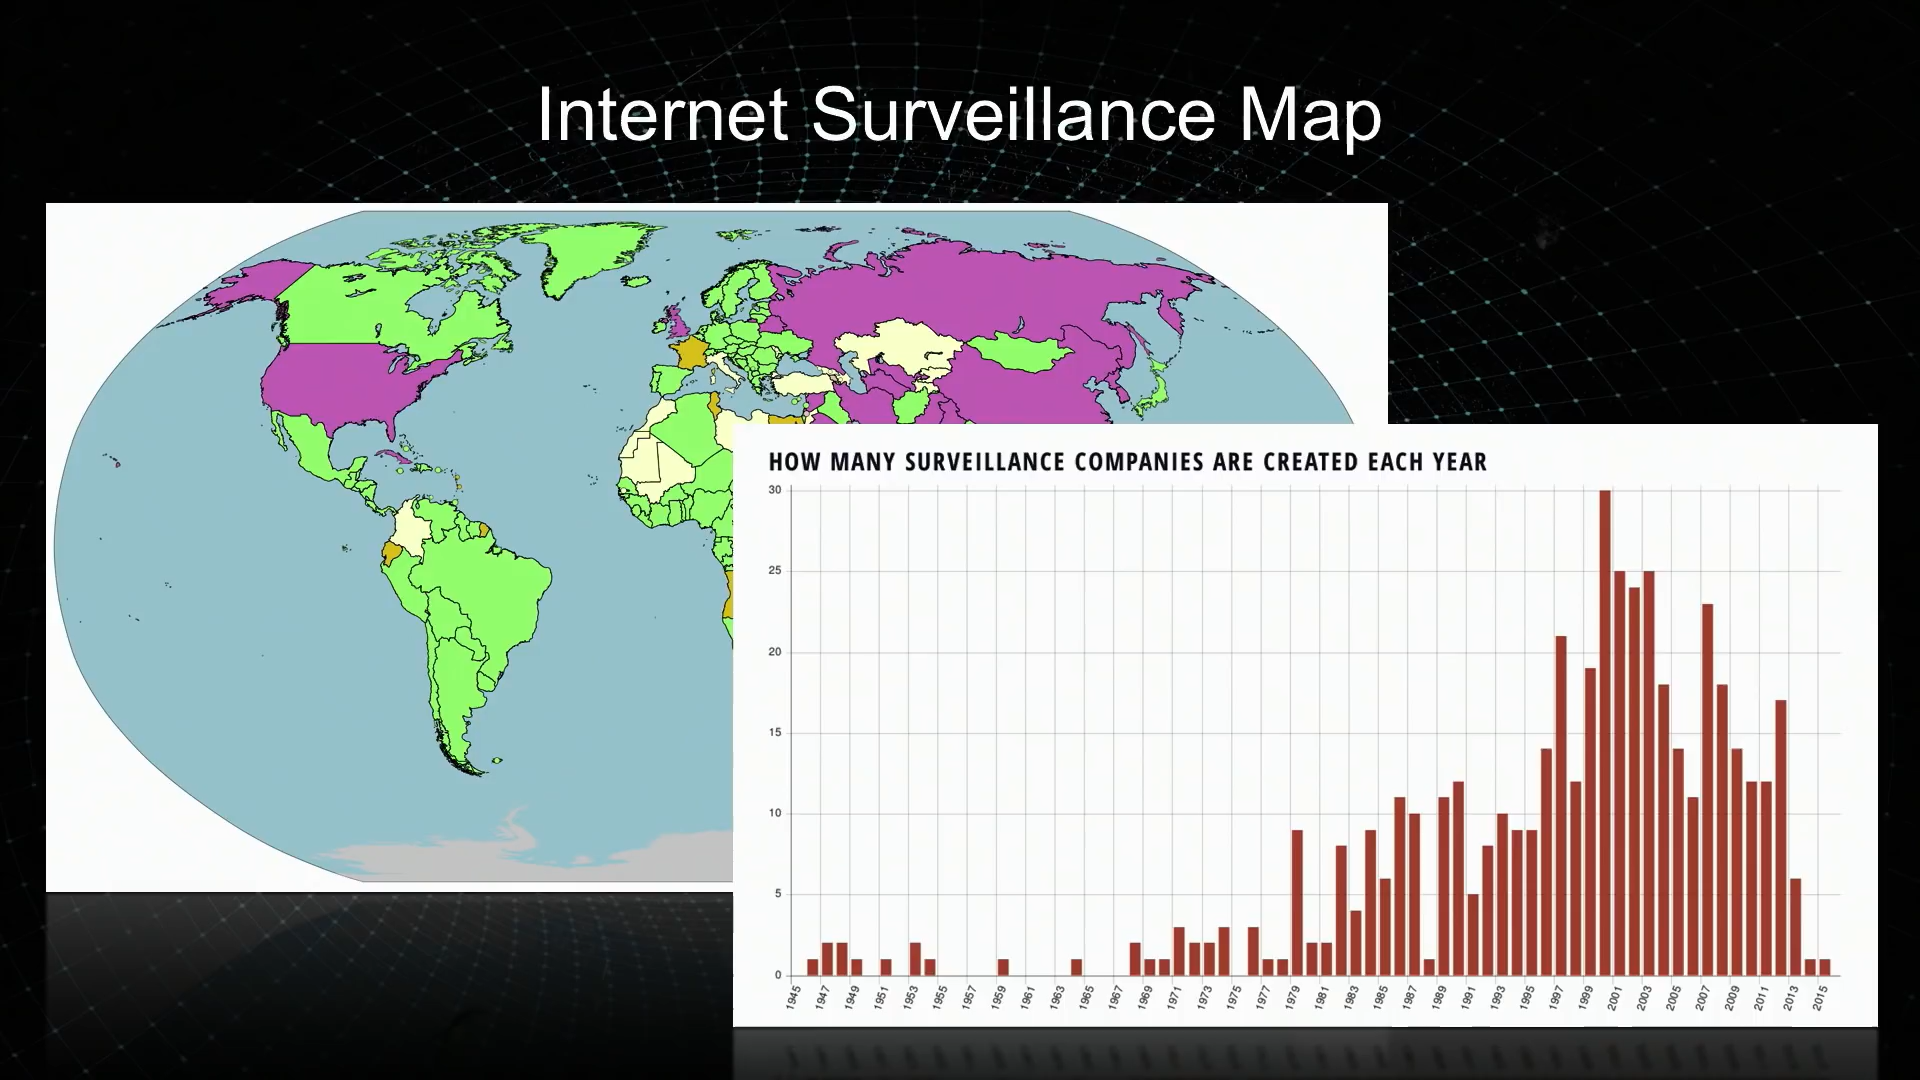 Internet Surveillance Map
HOW MANY SURVEILLANCE COMPANIES ARE CREATED EACH YEAR
30
25
20
15
10
5
0
1945 1947 1949 1951 1953 1955 1957 1959 1961 1963 1965 1967 1969 1971 1973 1975 1977 1979 1981 1983 1985 1987 1989 1991 1993 1995 1997 1999 2001 2003 2005 2007 2009 2011 2013 2015